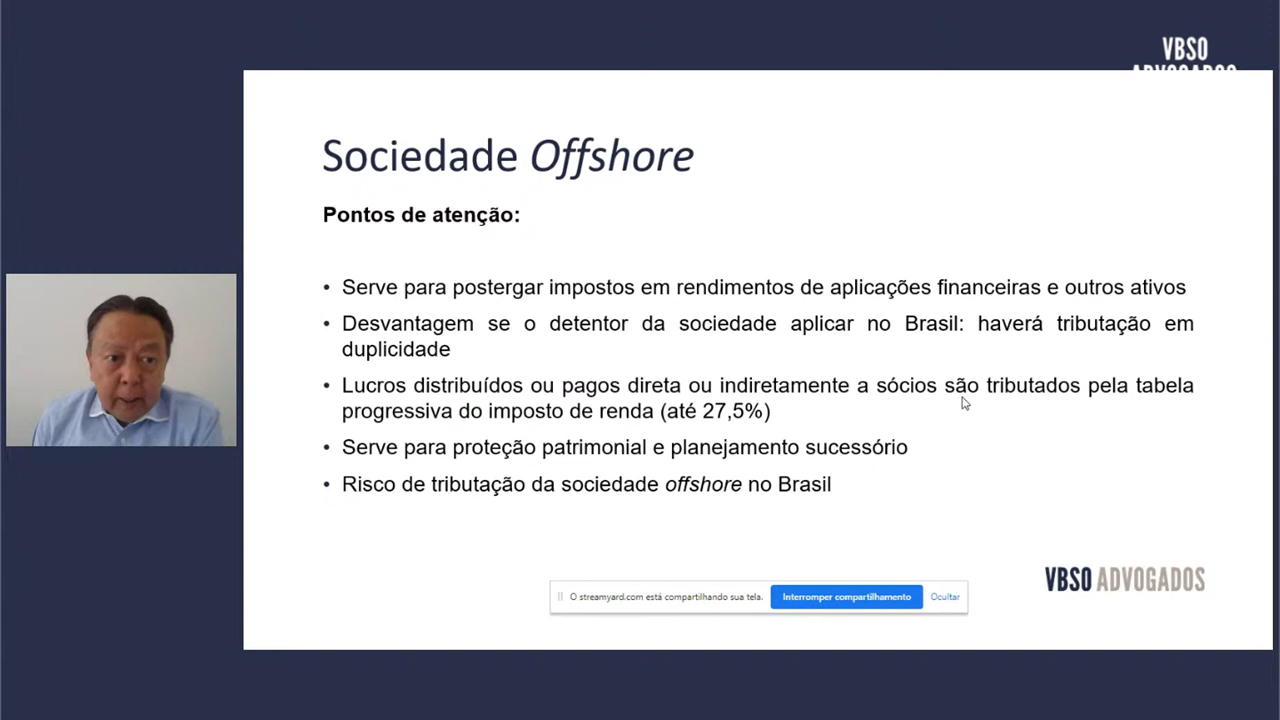 VBSO
ADVOGADOS
Sociedade Offshore
Pontos de atenção:
• Serve para postergar impostos em rendimentos de aplicações financeiras e outros ativos
• Desvantagem se o detentor da sociedade aplicar no Brasil: haverá tributação em
duplicidade
• Lucros distribuídos ou pagos direta ou indiretamente a sócios são tributados pela tabela
progressiva do imposto de renda (até 27,5%)
• Serve para proteção patrimonial e planejamento sucessório
• Risco de tributação da sociedade offshore no Brasil
VBSO ADVOGADOS
O streamyard.com está compartilhando sua tela.
Interromper compartilhamento
Ocultar